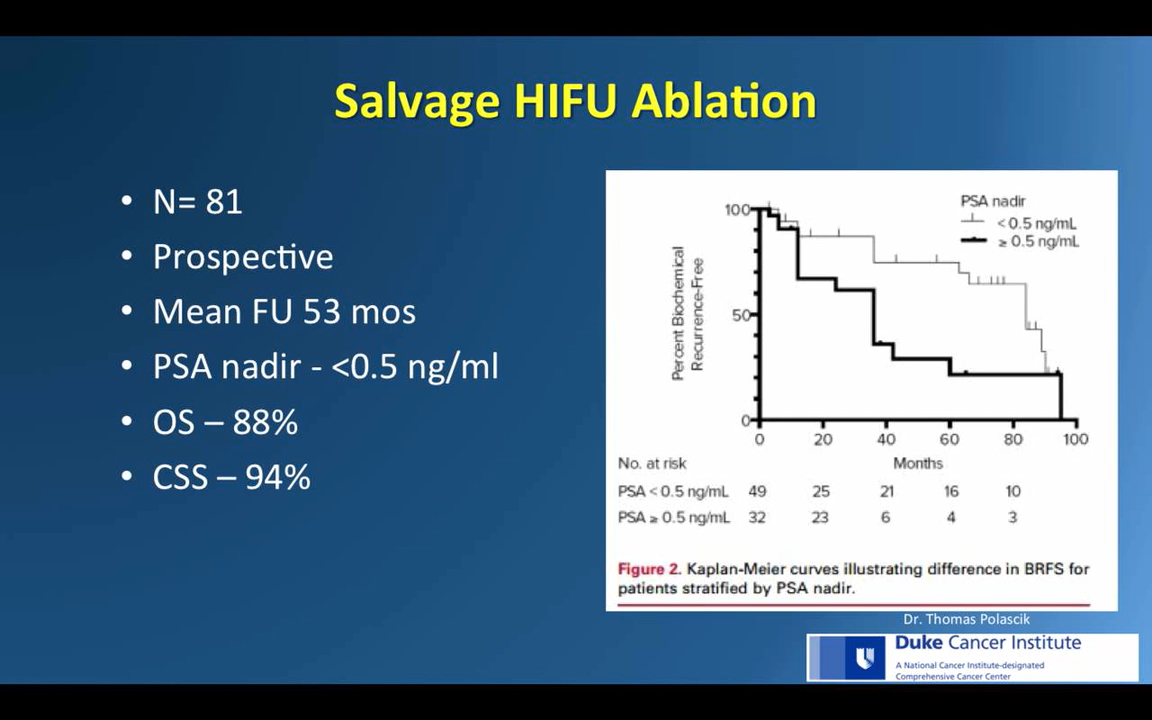 Salvage HIFU Ablation
• N= 81
• Prospective
• Mean FU 53 mos
• PSA nadir - <0.5 ng/ml
• OS – 88%
• CSS – 94%
PSA nadir
< 0.5 ng/mL
≥ 0.5 ng/mL
Percent Biochemical
Recurrence-Free
100
50
0
0 20 40 60 80 100
No. at risk Months
PSA < 0.5 ng/mL 49 25 21 16 10
PSA ≥ 0.5 ng/mL 32 23 6 4 3
Figure 2. Kaplan-Meier curves illustrating difference in BRFS for
patients stratified by PSA nadir.
Dr. Thomas Polascik
Duke Cancer Institute
A National Cancer Institute-designated
Comprehensive Cancer Center